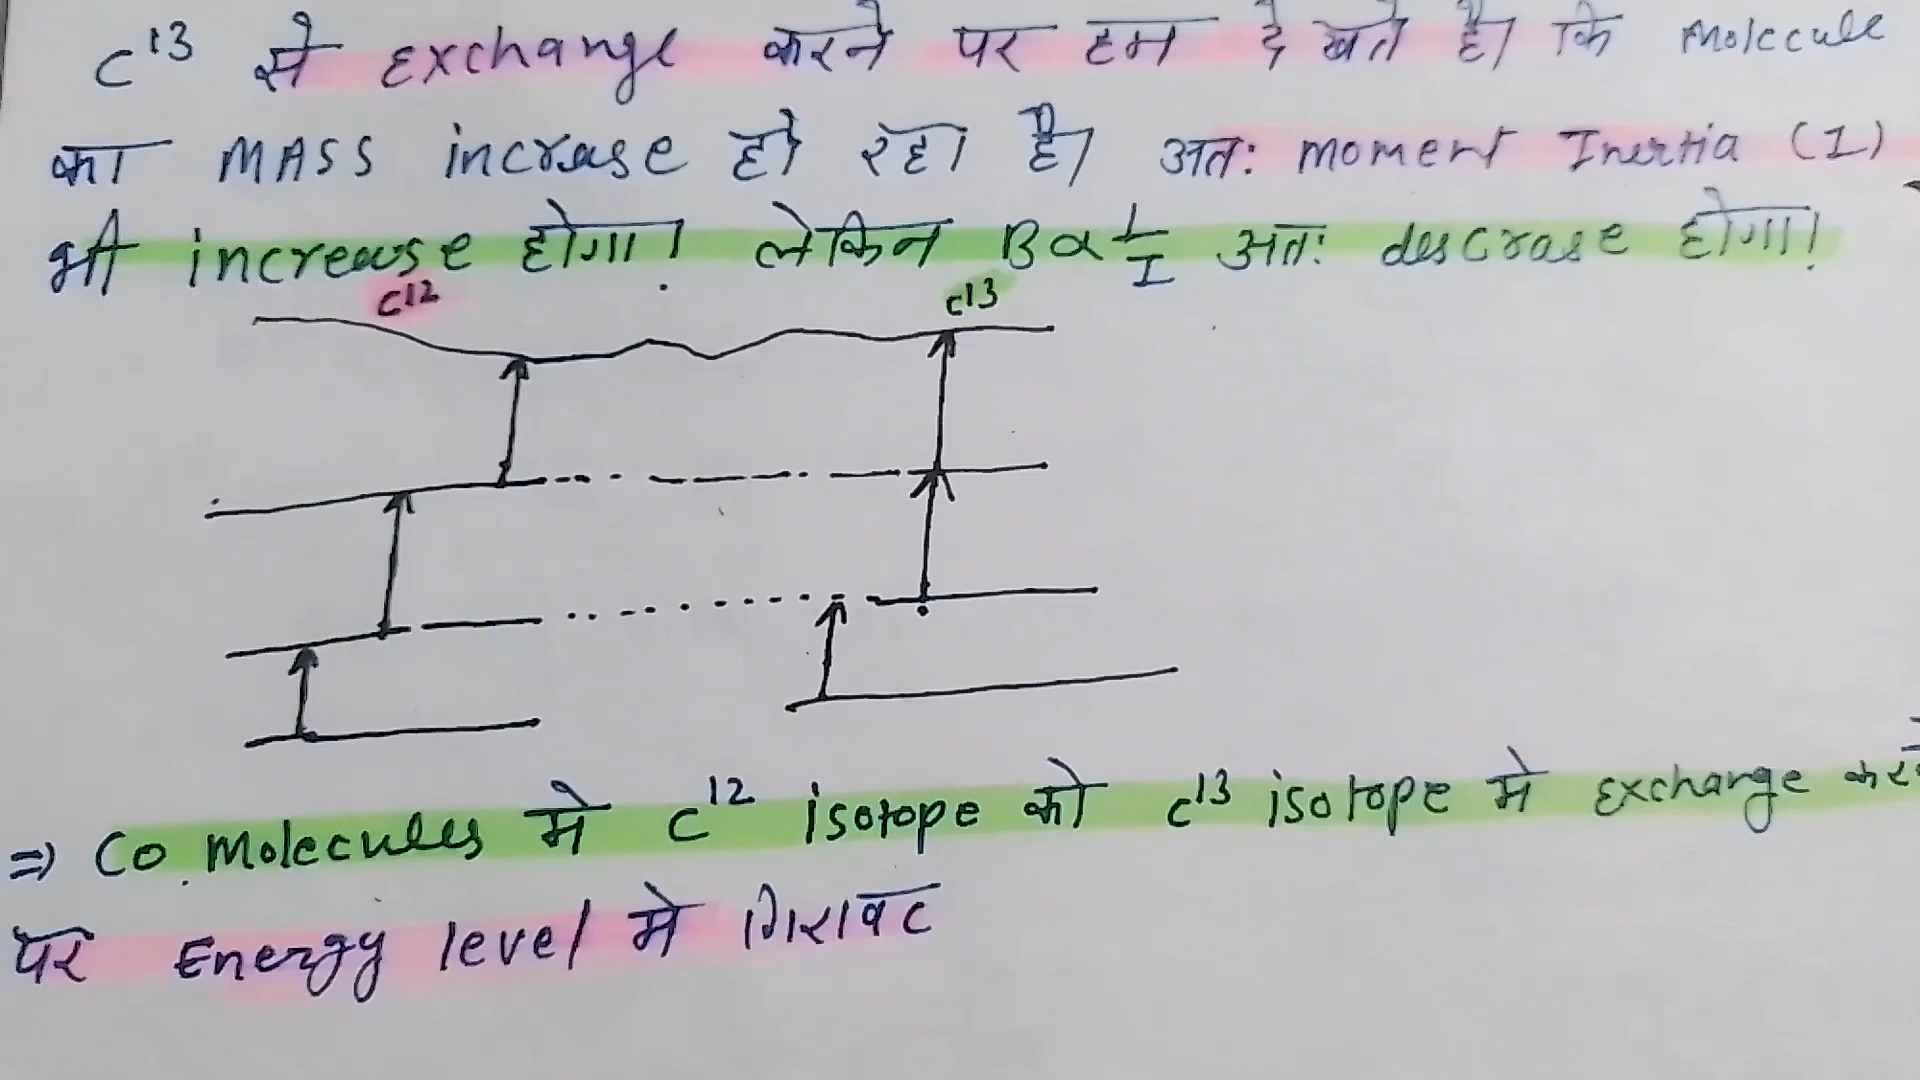 C¹³ से exchange करने पर हम देखते है। कि Molecule
का MASS increase हो रहा है। अतः moment Inertia (I)
भी increase होगा! लेकिन B α 1/I अतः descrase होगा!
C¹² C¹³
⇒ CO Molecules मे C¹² isotope को C¹³ isotope मे exchange करने
पर Energy level मे गिरावट